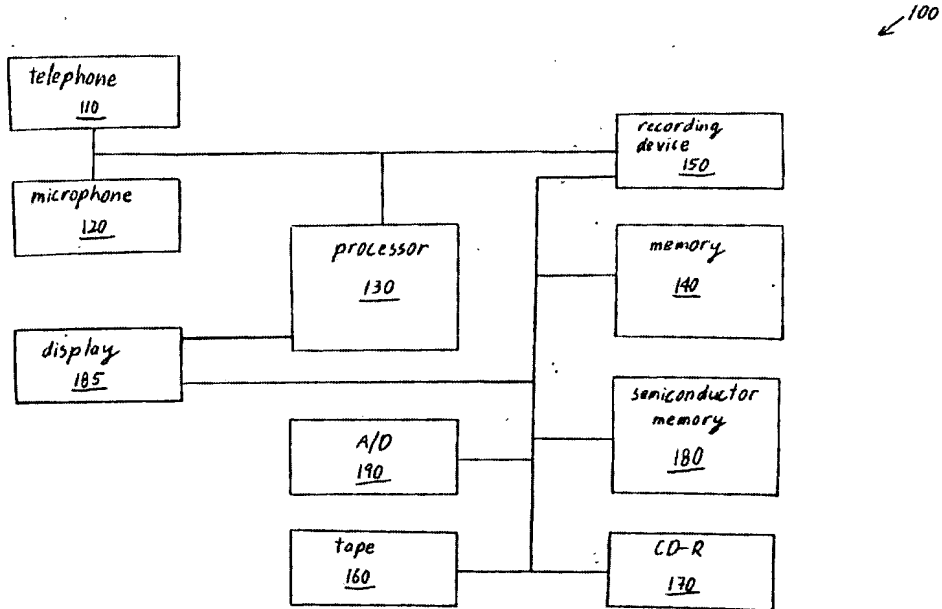 100
telephone
110
microphone
120
processor
130
display
185
A/D
190
tape
160
recording
device
150
memory
140
semiconductor
memory
180
CD-R
170